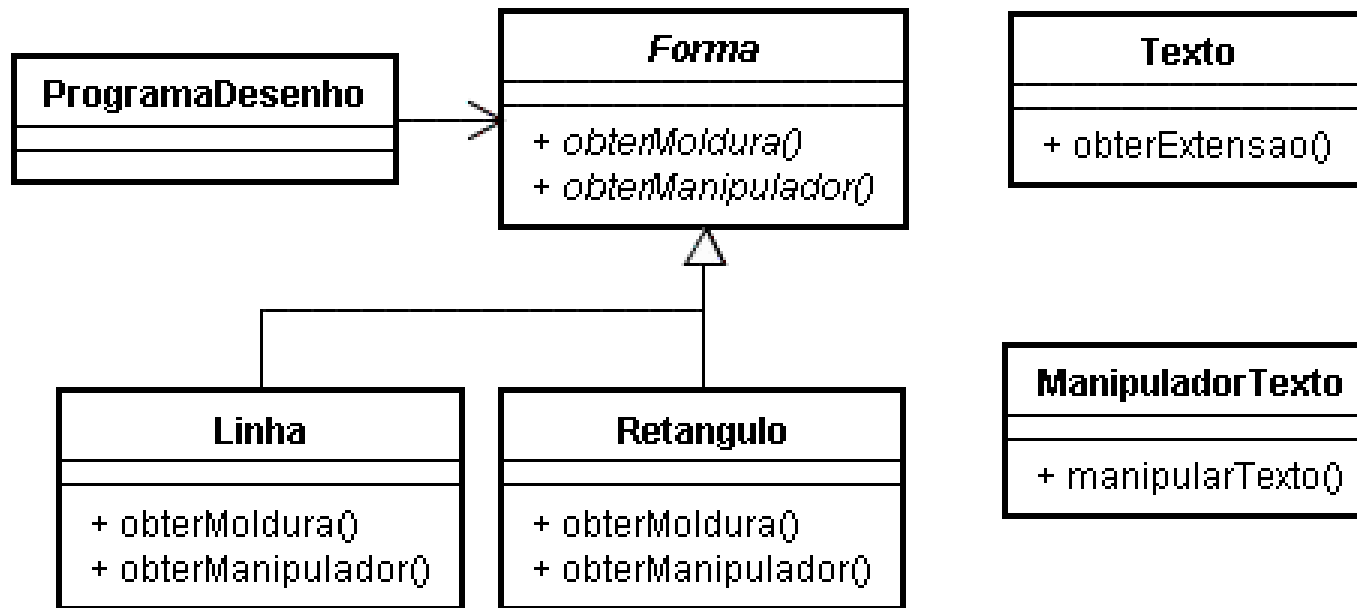 ProgramaDesenho
Forma
+ obterMoldura()
+ obterManipulador()
Texto
+ obterExtensao()
Linha
+ obterMoldura()
+ obterManipulador()
Retangulo
+ obterMoldura()
+ obterManipulador()
ManipuladorTexto
+ manipularTexto()